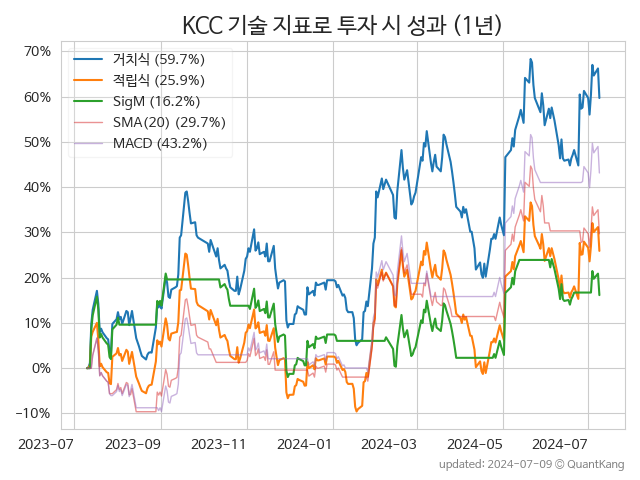 KCC 기술 지표로 투자 시 성과 (1년)
70%
60%
50%
40%
30%
20%
10%
0%
−10%
거치식 (59.7%)
적립식 (25.9%)
SigM (16.2%)
SMA(20) (29.7%)
MACD (43.2%)
2023-07
2023-09
2023-11
2024-01
2024-03
2024-05
2024-07
updated: 2024-07-09 ⓒ QuantKang